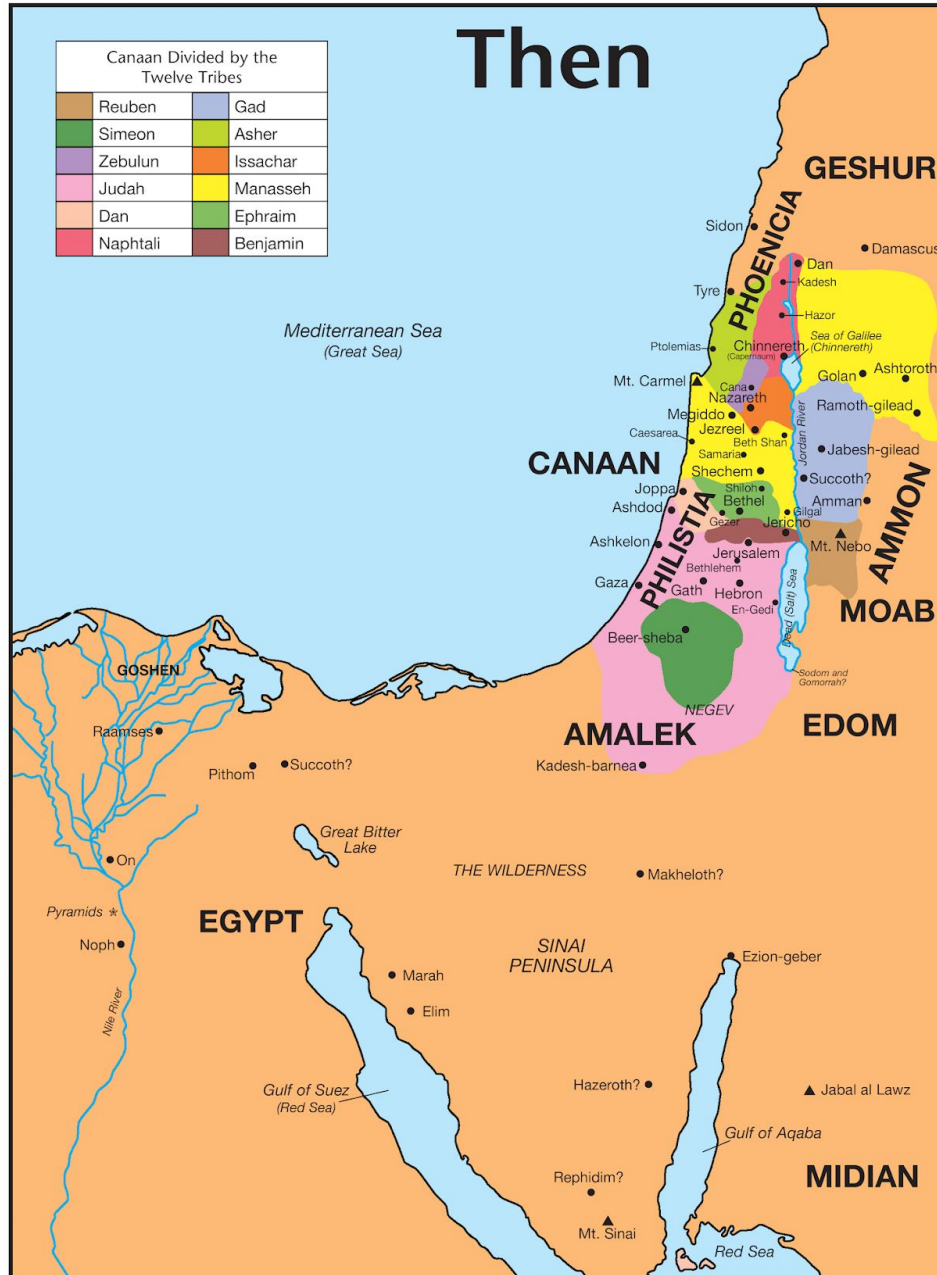 Then
Canaan Divided by the
Twelve Tribes
Reuben
Gad
Simeon
Asher
Zebulun
Issachar
Judah
Manasseh
Dan
Ephraim
Naphtali
Benjamin
GESHUR
PHOENICIA
Sidon
Damascus
Dan
Kadesh
Tyre
Hazor
Mediterranean Sea
(Great Sea)
Sea of Galilee
(Chinnereth)
Ptolemias
Chinnereth
(Capernaum)
Mt. Carmel
Cana
Golan
Ashtoroth
Nazareth
Megiddo
Ramoth-gilead
Jezreel
Caesarea
Beth Shan
Jordan River
Samaria
Jabesh-gilead
CANAAN
Shechem
Succoth?
Joppa
Shiloh
Bethel
Amman
Ashdod
Gezer
Gilgal
Jericho
AMMON
PHILISTIA
Ashkelon
Jerusalem
Mt. Nebo
Bethlehem
Gaza
Gath
Hebron
En-Gedi
MOAB
Dead (Salt) Sea
Beer-sheba
Sodom and
Gomorrah?
GOSHEN
NEGEV
EDOM
Raamses
AMALEK
Pithom
Succoth?
Kadesh-barnea
Great Bitter
Lake
On
THE WILDERNESS
Makheloth?
Pyramids *
EGYPT
Noph
SINAI
PENINSULA
Ezion-geber
Marah
Nile River
Elim
Gulf of Suez
(Red Sea)
Hazeroth?
Jabal al Lawz
Gulf of Aqaba
Rephidim?
MIDIAN
Mt. Sinai
Red Sea